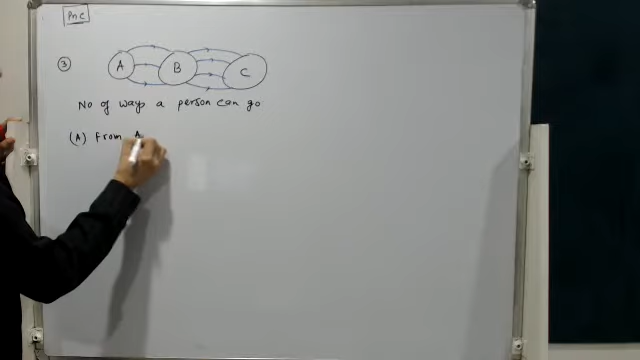 PnC
③ A B C
No of ways a person can go
(A) From A